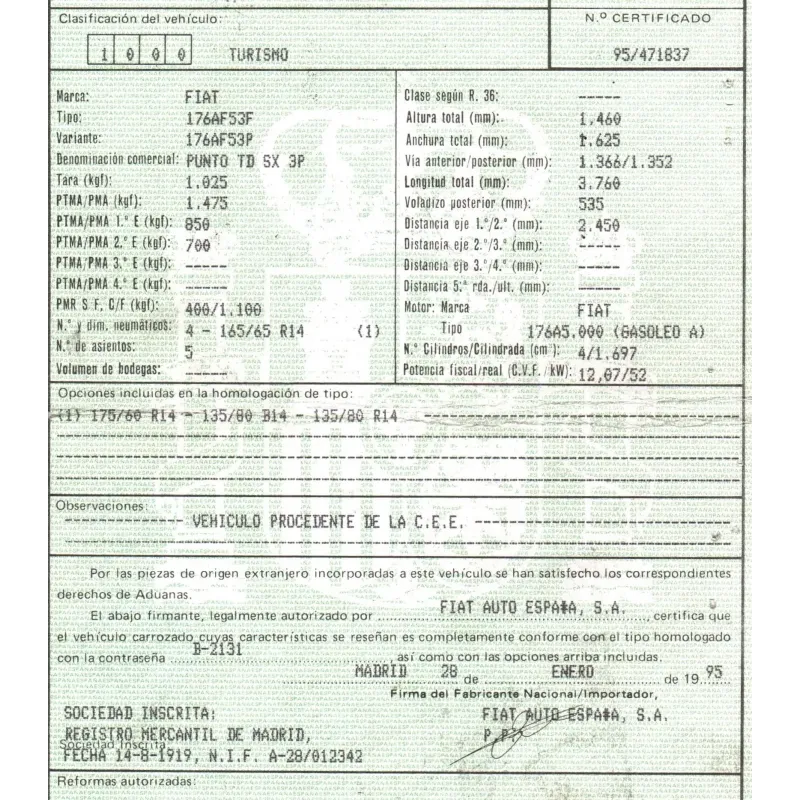 Clasificación del vehículo:
1 0 0 0 TURISMO
N.º CERTIFICADO
95/471837
Marca: FIAT
Tipo: 176AF53F
Variante: 176AF53P
Denominación comercial: PUNTO TD SX 3P
Tara (kgf): 1.025
PTMA/PMA (kgf): 1.475
PTMA/PMA 1.º E (kgf): 850
PTMA/PMA 2.º E (kgf): 700
PTMA/PMA 3.º E (kgf): -----
PTMA/PMA 4.º E (kgf): -----
PMR S F, C/F (kgf): 400/1.100
N.º y dim. neumáticos: 4 - 165/65 R14 (1)
N.º de asientos: 5
Volumen de bodegas: -----
Clase según R. 36: -----
Altura total (mm): 1.460
Anchura total (mm): 1.625
Vía anterior/posterior (mm): 1.366/1.352
Longitud total (mm): 3.760
Voladizo posterior (mm): 535
Distancia eje 1.º/2.º (mm): 2.450
Distancia eje 2.º/3.º (mm): -----
Distancia eje 3.º/4.º (mm): -----
Distancia 5.ª rda./ult. (mm): -----
Motor: Marca FIAT
Tipo 176A5.000 (GASOLEO A)
N.º Cilindros/Cilindrada (cm³): 4/1.697
Potencia fiscal/real (C.V.F./kW): 12,07/52
Opciones incluidas en la homologación de tipo:
(1) 175/60 R14 - 135/80 B14 - 135/80 R14
Observaciones:
VEHICULO PROCEDENTE DE LA C.E.E.
Por las piezas de origen extranjero incorporadas a este vehículo se han satisfecho los correspondientes
derechos de Aduanas.
El abajo firmante, legalmente autorizado por FIAT AUTO ESPA#A, S.A., certifica que
el vehículo carrozado cuyas características se reseñan es completamente conforme con el tipo homologado
con la contraseña B-2131 así como con las opciones arriba incluidas.
MADRID 28 de ENERO de 19 95
Firma del Fabricante Nacional/Importador,
SOCIEDAD INSCRITA: FIAT AUTO ESPA#A, S.A.
REGISTRO MERCANTIL DE MADRID, P.P.
Sociedad Inscrita
FECHA 14-8-1919, N.I.F. A-28/012342
Reformas autorizadas: